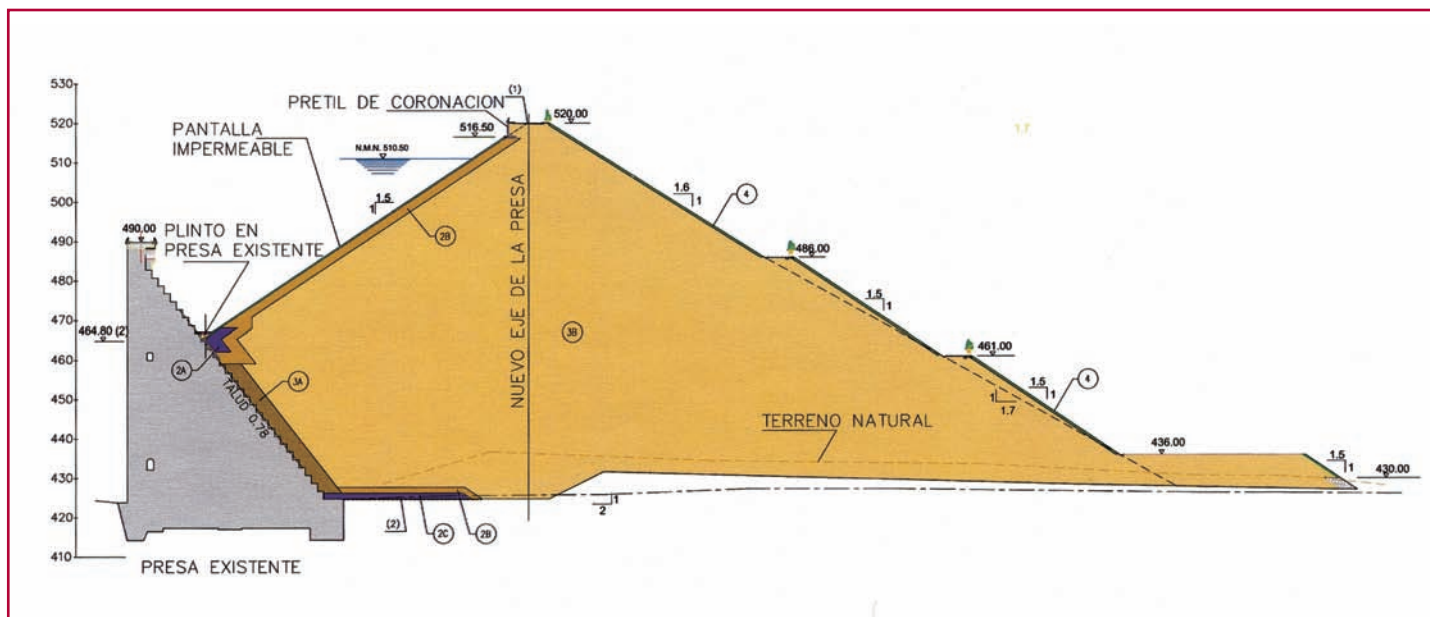 530
520
510
500
490
480
470
460
450
440
430
420
410
(1)
PRETIL DE CORONACION
520.00
516.50
PANTALLA
IMPERMEABLE
N.M.N. 510.50
1.7
1.5
1
2B
1.6
1
4
490.00
PLINTO EN
PRESA EXISTENTE
NUEVO EJE DE LA PRESA
486.00
1.5
1
464.80 (2)
2A
3A
3B
TALUD 0.78
461.00
1.5
1
4
1
1.7
TERRENO NATURAL
436.00
1.5
1
430.00
1
2
(2)
2C
2B
PRESA EXISTENTE